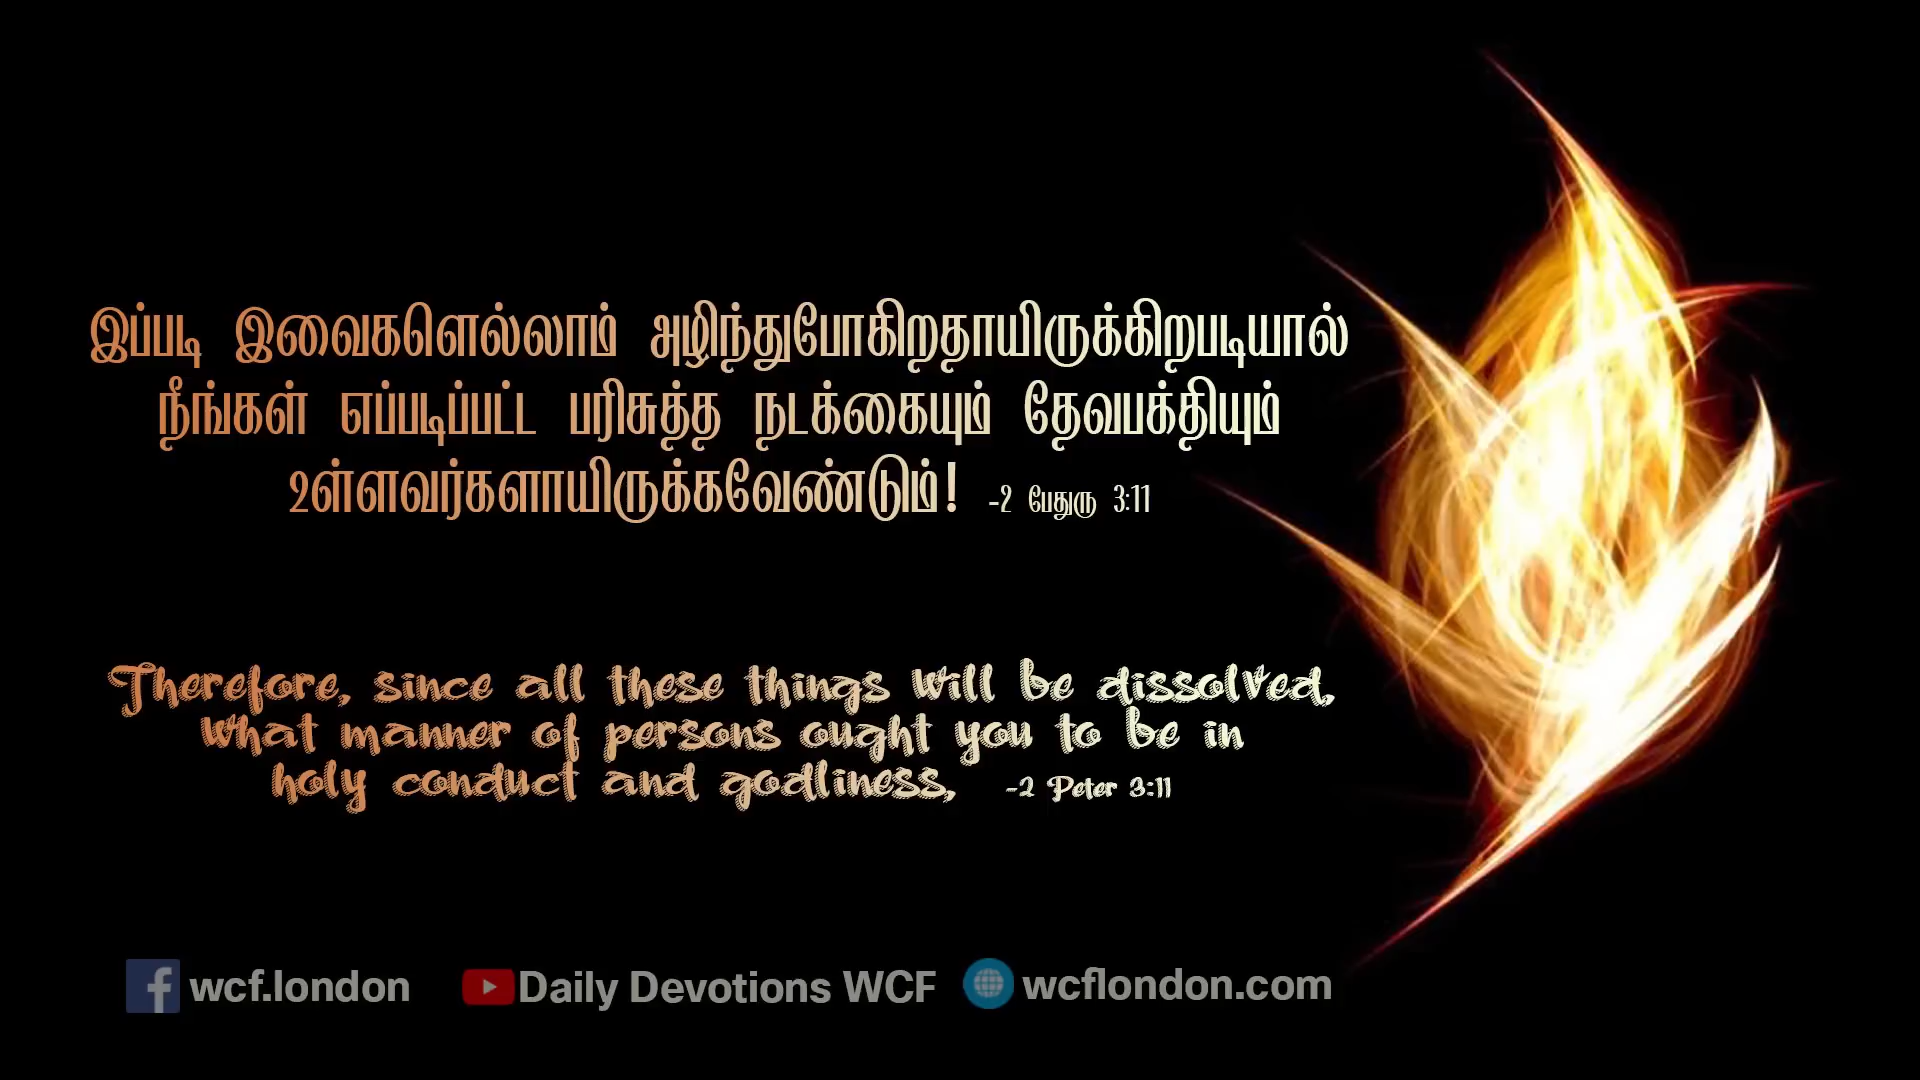 இப்படி இவைகளெல்லாம் அழிந்துபோகிறதாயிருக்கிறபடியால்
நீங்கள் எப்படிப்பட்ட பரிசுத்த நடக்கையும் தேவபக்தியும்
உள்ளவர்களாயிருக்கவேண்டும்! -2 பேதுரு 3:11
Therefore, since all these things will be dissolved,
what manner of persons ought you to be in
holy conduct and godliness, -2 Peter 3:11
wcf.london Daily Devotions WCF wcflondon.com